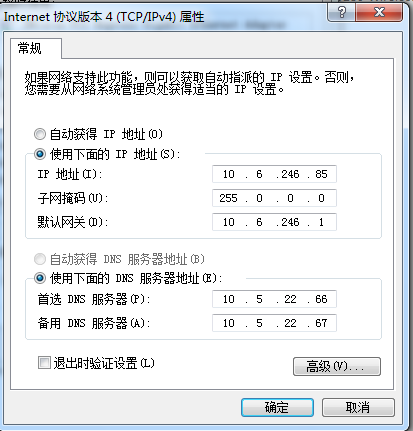 Internet 协议版本 4 (TCP/IPv4) 属性
常规
如果网络支持此功能，则可以获取自动指派的 IP 设置。否则，
您需要从网络系统管理员处获得适当的 IP 设置。
自动获得 IP 地址(O)
使用下面的 IP 地址(S):
IP 地址(I): 10 . 6 .246 . 85
子网掩码(U): 255 . 0 . 0 . 0
默认网关(D): 10 . 6 .246 . 1
自动获得 DNS 服务器地址(B)
使用下面的 DNS 服务器地址(E):
首选 DNS 服务器(P): 10 . 5 . 22 . 66
备用 DNS 服务器(A): 10 . 5 . 22 . 67
退出时验证设置(L)
高级(V)...
确定 取消